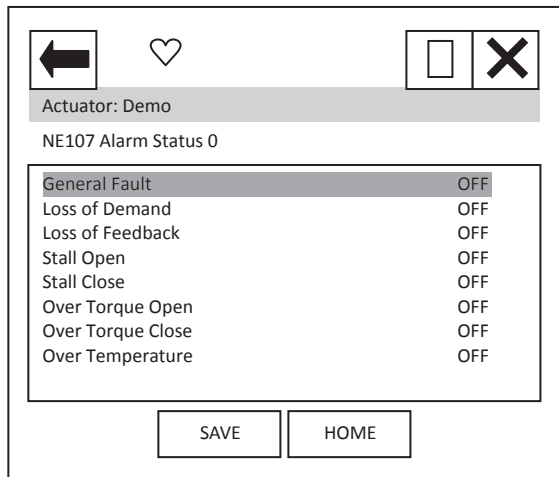 Actuator: Demo
NE107 Alarm Status 0
General Fault OFF
Loss of Demand OFF
Loss of Feedback OFF
Stall Open OFF
Stall Close OFF
Over Torque Open OFF
Over Torque Close OFF
Over Temperature OFF
SAVE HOME